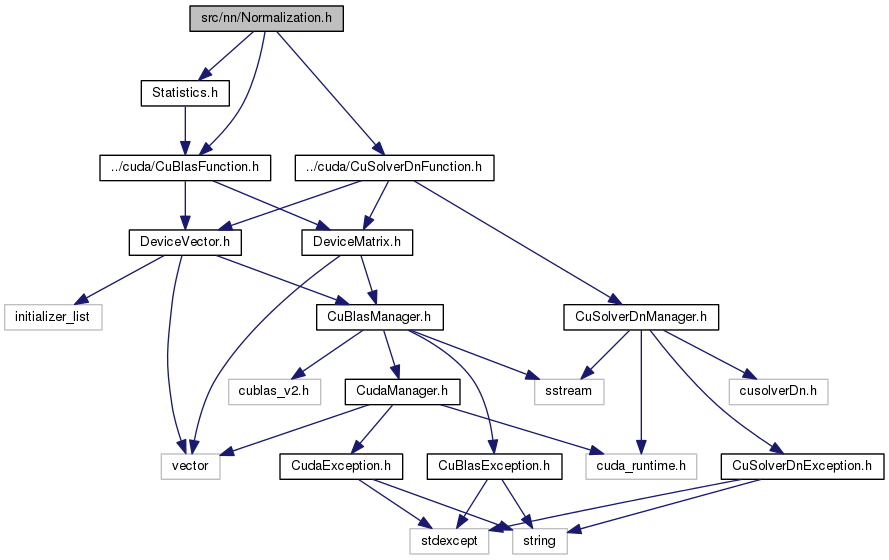 src/nn/Normalization.h
Statistics.h
../cuda/CuBlasFunction.h
../cuda/CuSolverDnFunction.h
DeviceVector.h
DeviceMatrix.h
initializer_list
CuBlasManager.h
CuSolverDnManager.h
cublas_v2.h
CudaManager.h
sstream
cusolverDn.h
vector
CudaException.h
CuBlasException.h
cuda_runtime.h
CuSolverDnException.h
stdexcept
string